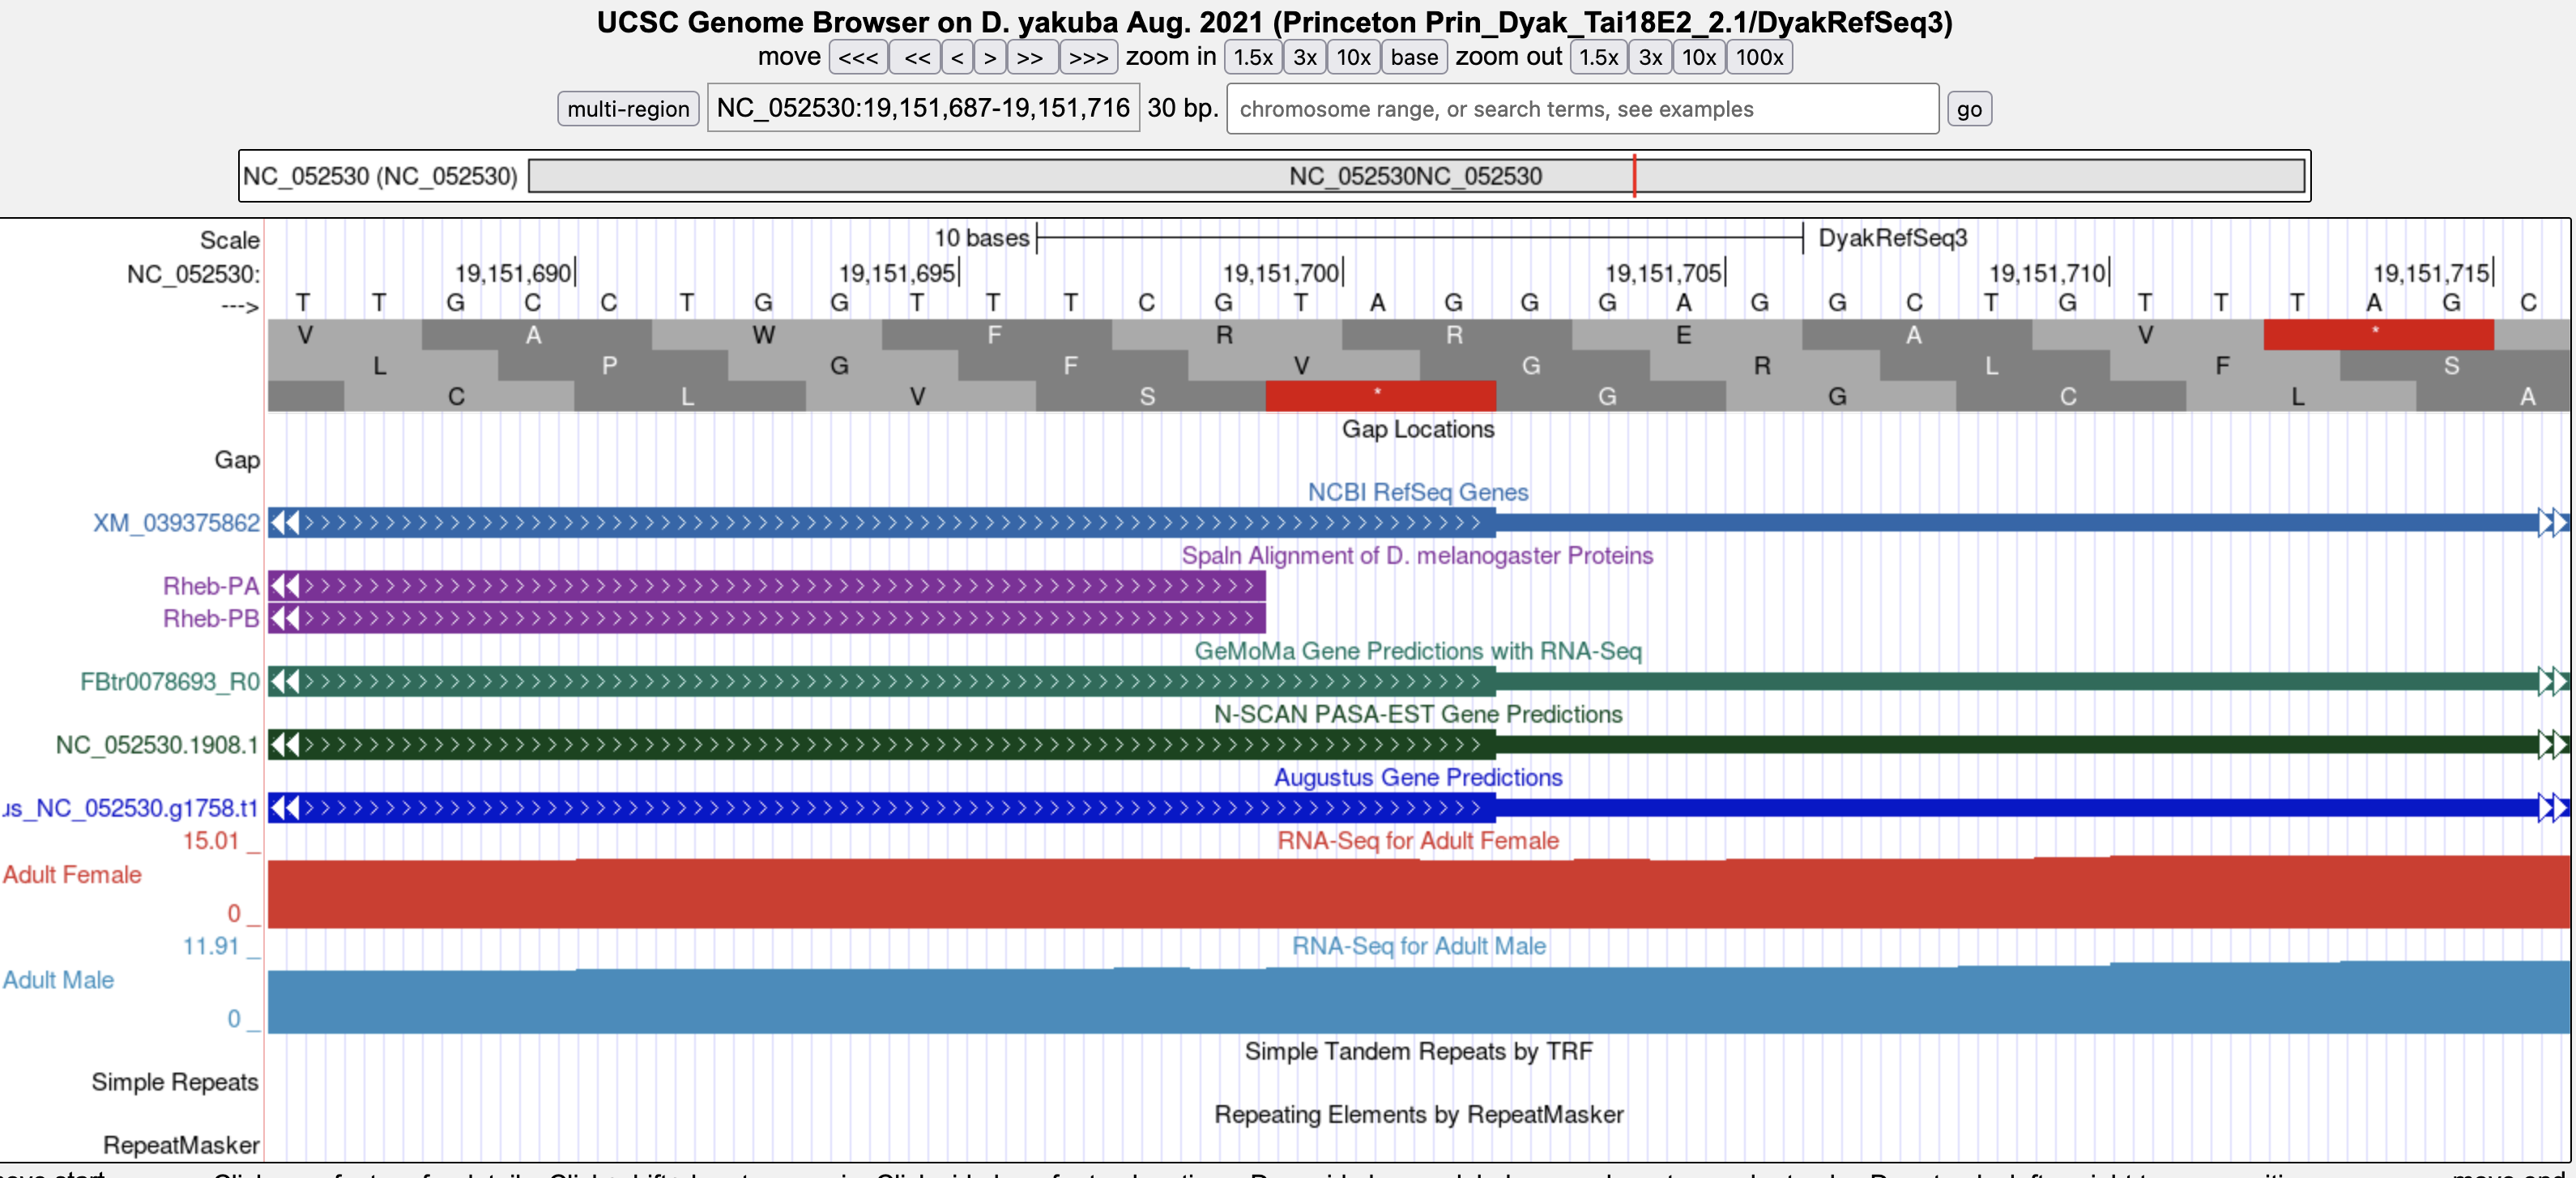 UCSC Genome Browser on D. yakuba Aug. 2021 (Princeton Prin_Dyak_Tai18E2_2.1/DyakRefSeq3)
move <<< << < > >> >>> zoom in 1.5x 3x 10x base zoom out 1.5x 3x 10x 100x
multi-region NC_052530:19,151,687-19,151,716 30 bp. chromosome range, or search terms, see examples go
NC_052530 (NC_052530) NC_052530NC_052530
Scale 10 bases DyakRefSeq3
NC_052530: 19,151,690 19,151,695 19,151,700 19,151,705 19,151,710 19,151,715
---> T T G C C T G G T T T C G T A G G G A G G C T G T T T A G C
V A W F R R E A V *
L P G F V G R L F S
C L V S * G G C L A
Gap Locations
Gap
NCBI RefSeq Genes
XM_039375862
Spaln Alignment of D. melanogaster Proteins
Rheb-PA
Rheb-PB
GeMoMa Gene Predictions with RNA-Seq
FBtr0078693_R0
N-SCAN PASA-EST Gene Predictions
NC_052530.1908.1
Augustus Gene Predictions
us_NC_052530.g1758.t1
15.01 _ RNA-Seq for Adult Female
Adult Female
0 _
11.91 _ RNA-Seq for Adult Male
Adult Male
0 _
Simple Tandem Repeats by TRF
Simple Repeats
Repeating Elements by RepeatMasker
RepeatMasker